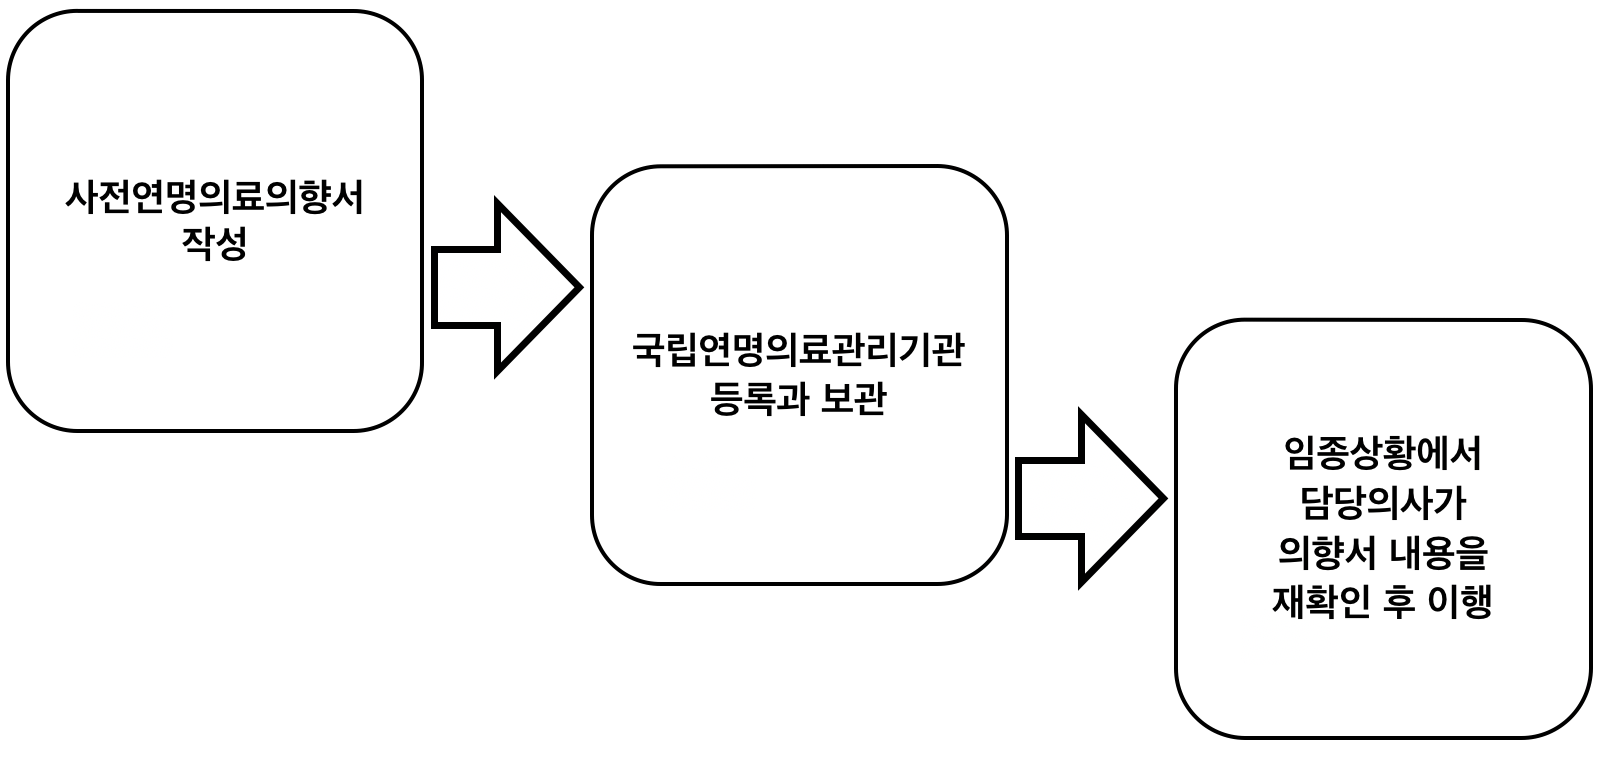 사전연명의료의향서
작성
국립연명의료관리기관
등록과 보관
임종상황에서
담당의사가
의향서 내용을
재확인 후 이행